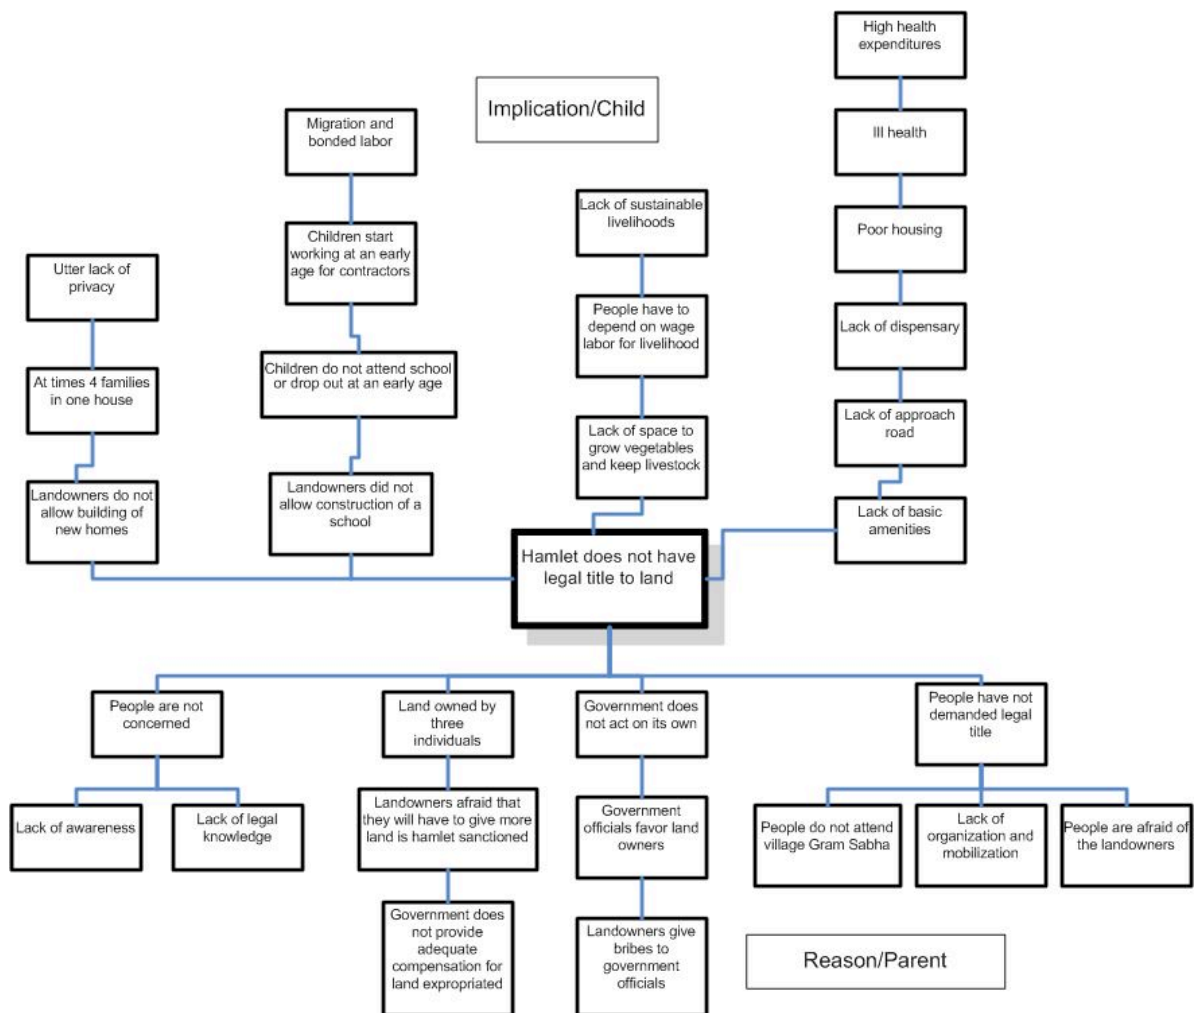 High health
expenditures
Implication/Child
Migration and
bonded labor
Ill health
Lack of sustainable
livelihoods
Poor housing
Children start
working at an early
age for contractors
Utter lack of
privacy
People have to
depend on wage
labor for livelihood
Lack of dispensary
Children do not attend school
or drop out at an early age
At times 4 families
in one house
Lack of approach
road
Lack of space to
grow vegetables
and keep livestock
Landowners do not
allow building of
new homes
Landowners did not
allow construction of a
school
Lack of basic
amenities
Hamlet does not have
legal title to land
People are not
concerned
Land owned by
three
individuals
Government does
not act on its own
People have not
demanded legal
title
Lack of awareness
Lack of legal
knowledge
Landowners afraid that
they will have to give more
land is hamlet sanctioned
Government
officials favor land
owners
People do not attend
village Gram Sabha
Lack of
organization and
mobilization
People are afraid of
the landowners
Government does
not provide
adequate
compensation for
land expropriated
Landowners give
bribes to
government
officials
Reason/Parent